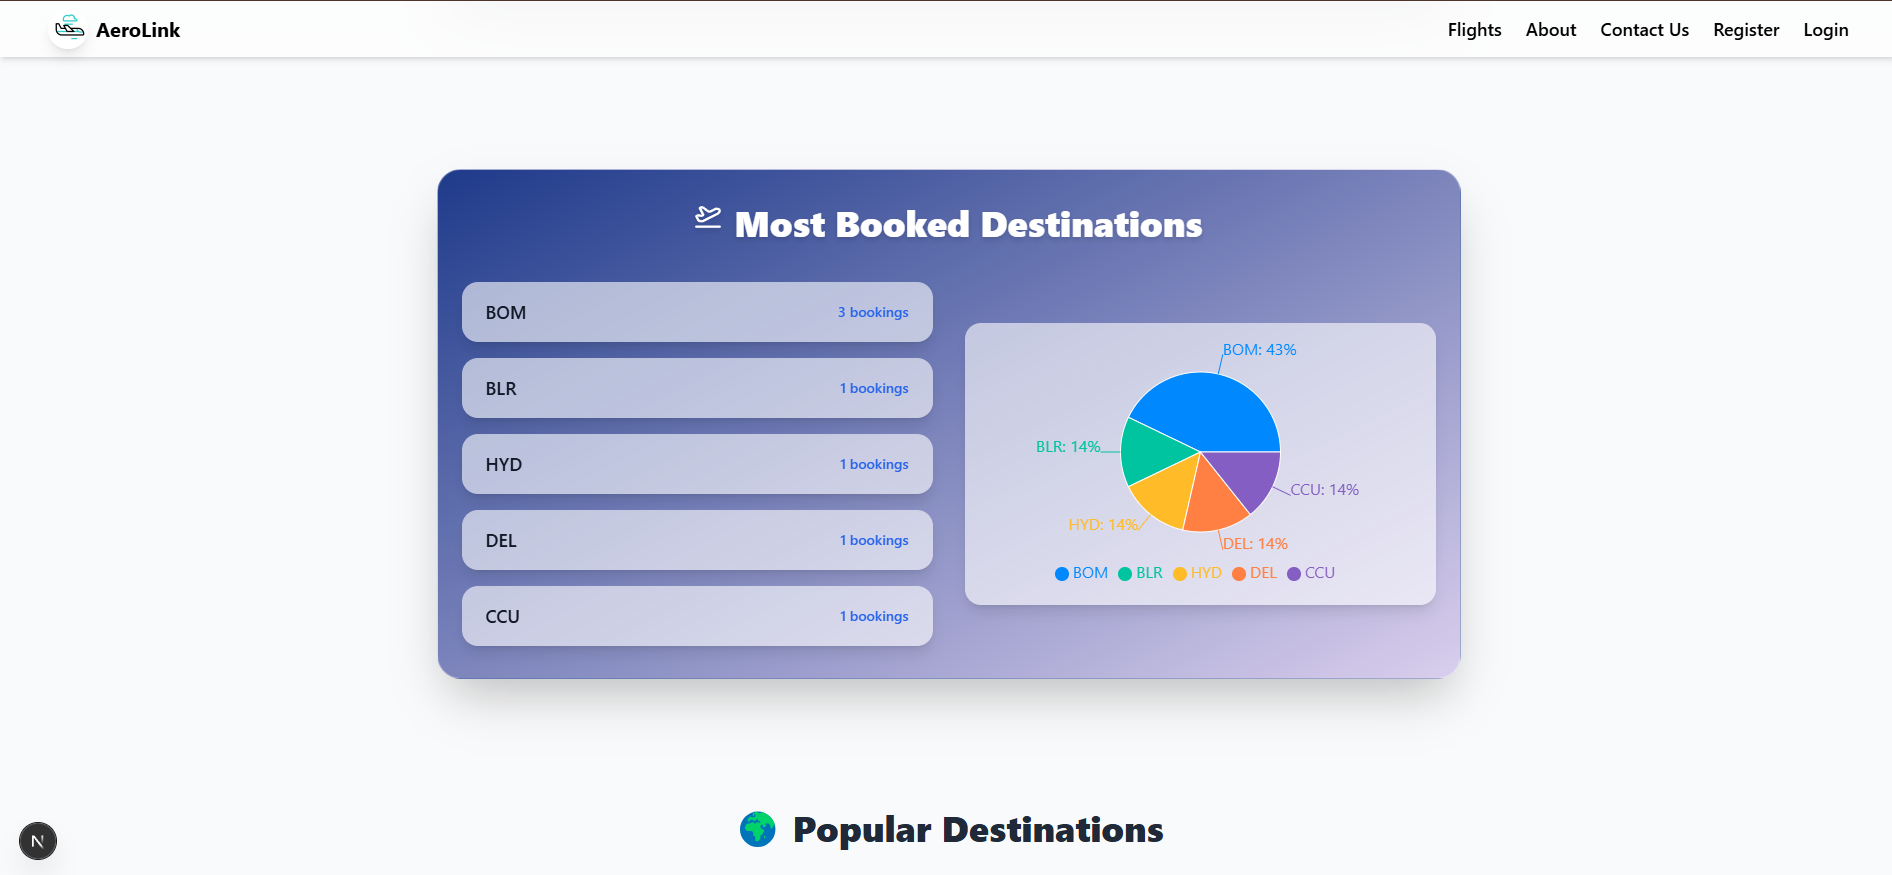 AeroLink
Flights About Contact Us Register Login
Most Booked Destinations
BOM 3 bookings
BLR 1 bookings
HYD 1 bookings
DEL 1 bookings
CCU 1 bookings
BOM: 43%
BLR: 14%
CCU: 14%
HYD: 14%
DEL: 14%
BOM BLR HYD DEL CCU
Popular Destinations
N